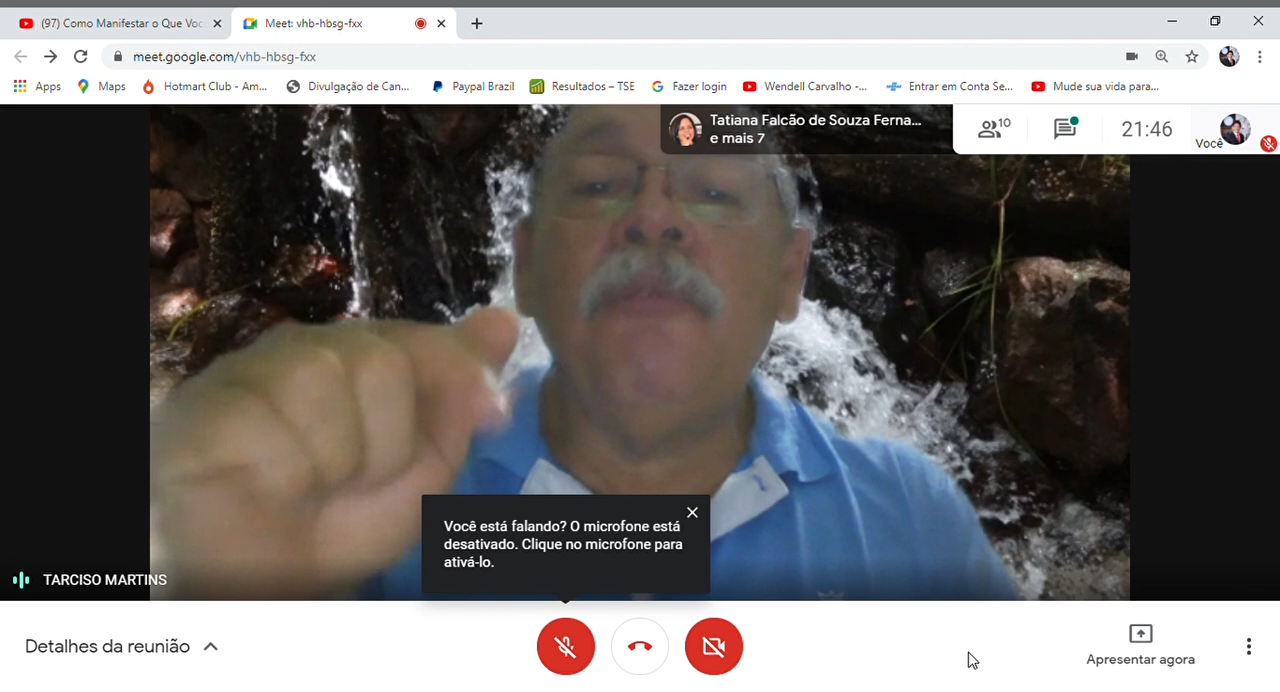 (97) Como Manifestar o Que Voc
Meet: vhb-hbsg-fxx
meet.google.com/vhb-hbsg-fxx
Apps
Maps
Hotmart Club - Am...
Divulgação de Can...
Paypal Brazil
Resultados – TSE
Fazer login
Wendell Carvalho -...
Entrar em Conta Se...
Mude sua vida para...
Tatiana Falcão de Souza Ferna...
e mais 7
10
21:46
Você
Você está falando? O microfone está
desativado. Clique no microfone para
ativá-lo.
TARCISO MARTINS
Detalhes da reunião
Apresentar agora